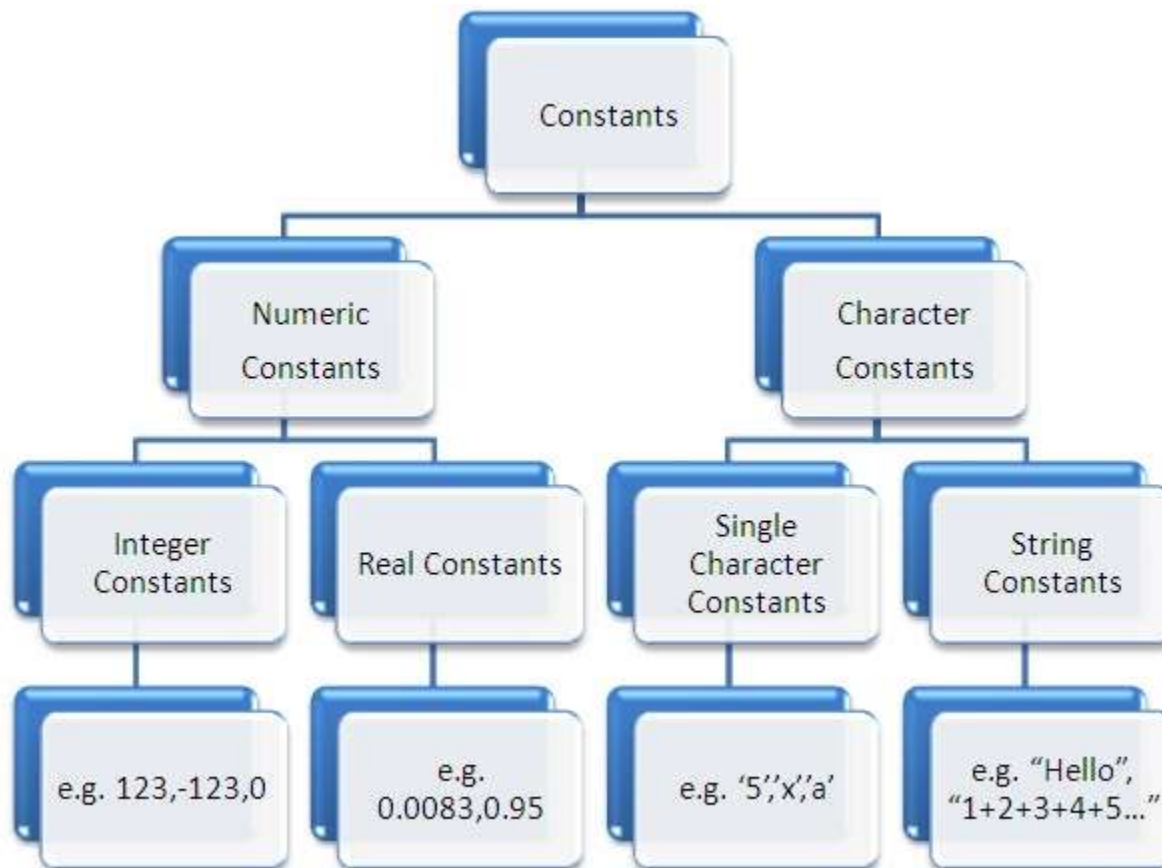 Constants
Numeric
Constants
Character
Constants
Integer
Constants
Real Constants
Single
Character
Constants
String
Constants
e.g. 123,-123,0
e.g.
0.0083,0.95
e.g. ‘5’,’x’,’a’
e.g. “Hello”,
“1+2+3+4+5…”